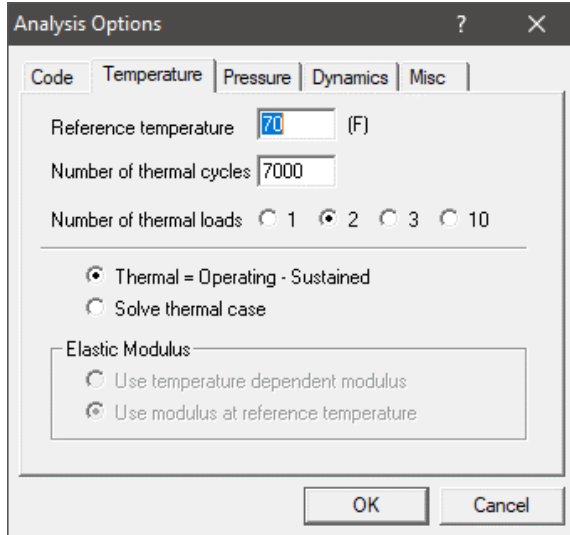 Analysis Options ?
Code Temperature Pressure Dynamics Misc
Reference temperature 70 (F)
Number of thermal cycles 7000
Number of thermal loads 1 2 3 10
Thermal = Operating - Sustained
Solve thermal case
Elastic Modulus
Use temperature dependent modulus
Use modulus at reference temperature
OK Cancel